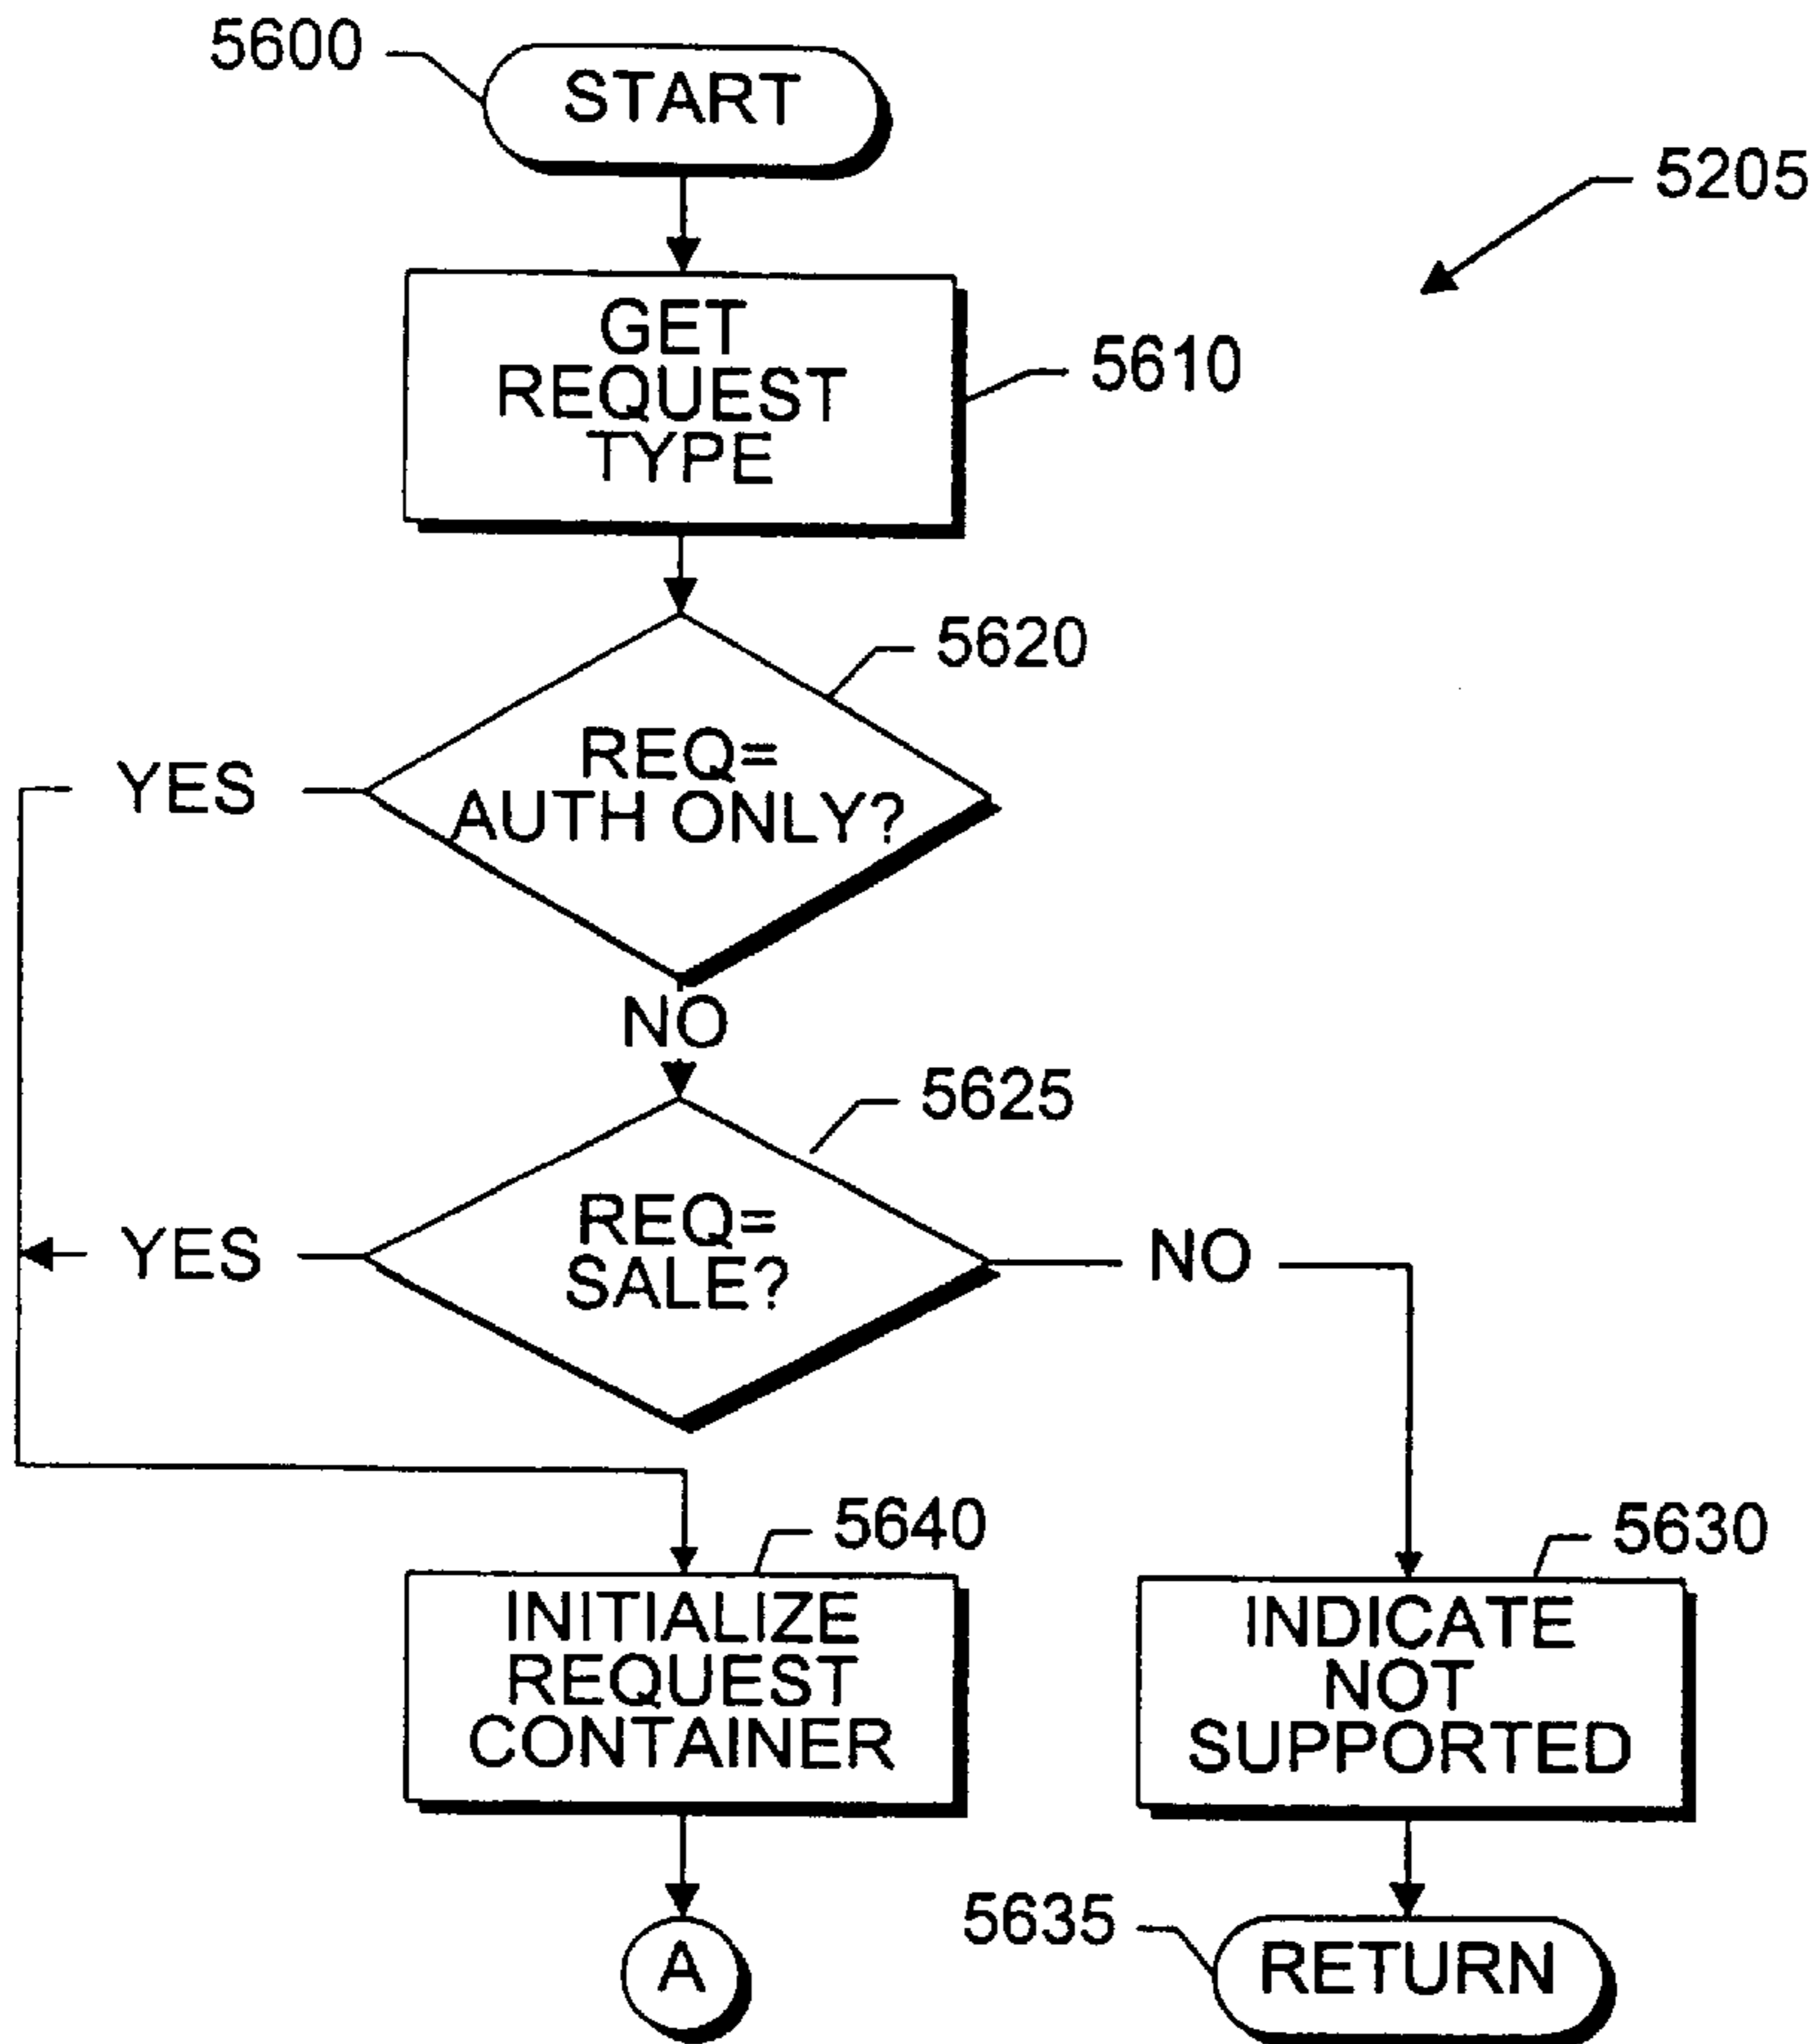 5600
START
5205
GET
REQUEST
TYPE
5610
5620
REQ=
AUTH ONLY?
YES
NO
5625
REQ=
SALE?
YES
NO
5640
INITIALIZE
REQUEST
CONTAINER
5630
INDICATE
NOT
SUPPORTED
A
5635
RETURN